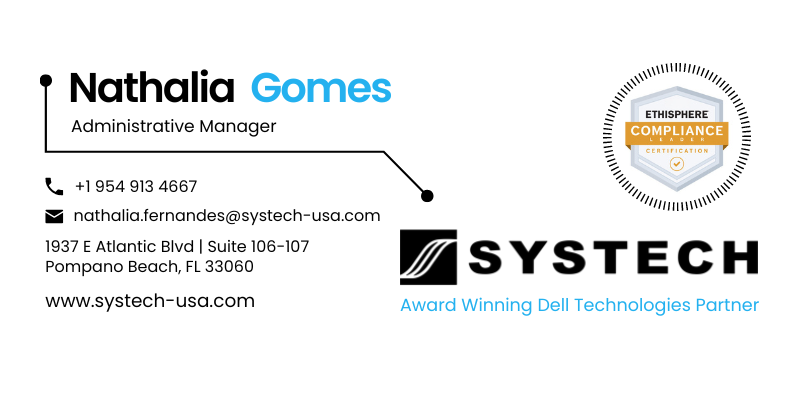 Nathalia Gomes
Administrative Manager
+1 954 913 4667
nathalia.fernandes@systech-usa.com
1937 E Atlantic Blvd | Suite 106-107
Pompano Beach, FL 33060
www.systech-usa.com
ETHISPHERE
COMPLIANCE
LEADER
CERTIFICATION
SYSTECH
Award Winning Dell Technologies Partner